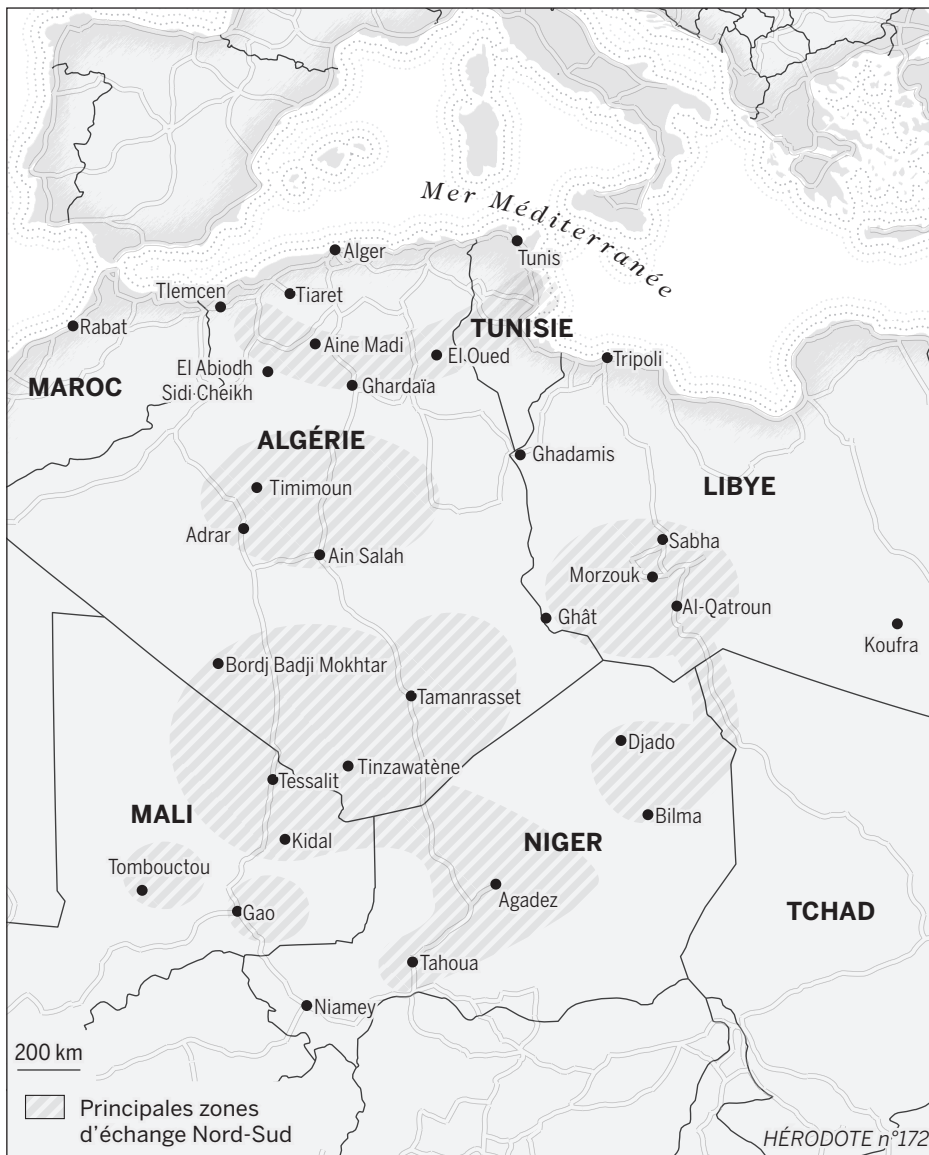 Mer Méditerranée
Alger
Tunis
Tlemcen
Tiaret
Rabat
TUNISIE
Aine Madi
El Oued
Tripoli
El Abiodh
Sidi Cheikh
MAROC
Ghardaïa
ALGÉRIE
Ghadamis
LIBYE
Timimoun
Adrar
Sabha
Ain Salah
Morzouk
Al-Qatroun
Ghât
Koufra
Bordj Badji Mokhtar
Tamanrasset
Djado
Tinzawatène
Tessalit
MALI
Bilma
Kidal
NIGER
Tombouctou
Agadez
Gao
TCHAD
Tahoua
Niamey
200 km
Principales zones
d'échange Nord-Sud
HÉRODOTE n°172